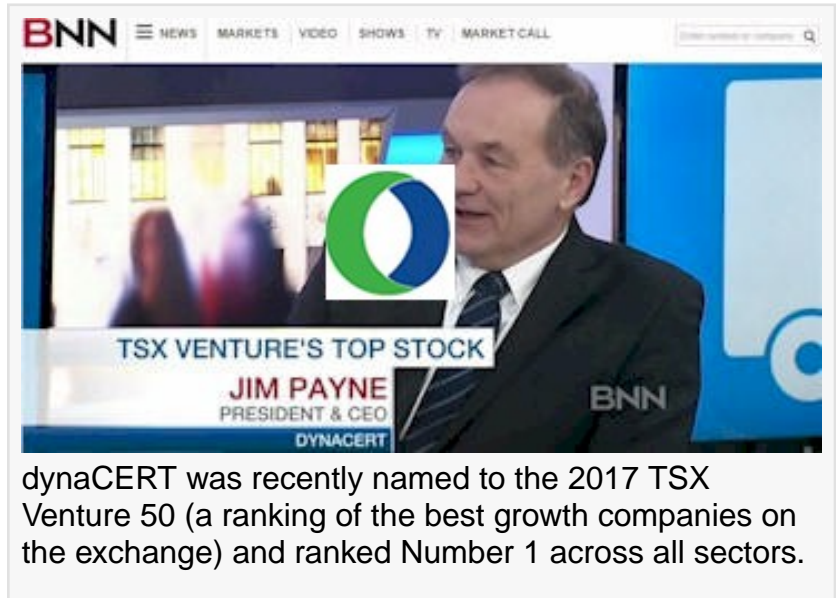 BNN NEWS MARKETS VIDEO SHOWS TV MARKET CALL
TSX VENTURE'S TOP STOCK
JIM PAYNE
PRESIDENT & CEO
BNN
DYNACERT
dynaCERT was recently named to the 2017 TSX
Venture 50 (a ranking of the best growth companies on
the exchange) and ranked Number 1 across all sectors.